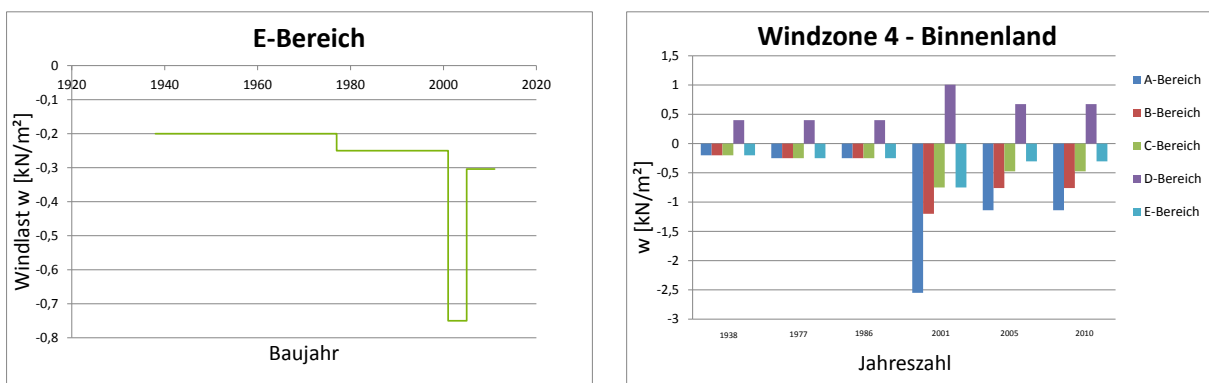 E-Bereich
0
1920 1940 1960 1980 2000 2020
-0,1
-0,2
-0,3
-0,4
-0,5
-0,6
-0,7
-0,8
Windlast w [kN/m²]
Baujahr
Windzone 4 - Binnenland
1,5
1
0,5
0
-0,5
-1
-1,5
-2
-2,5
-3
w [kN/m²]
1938 1977 1986 2001 2005 2010
Jahreszahl
A-Bereich
B-Bereich
C-Bereich
D-Bereich
E-Bereich